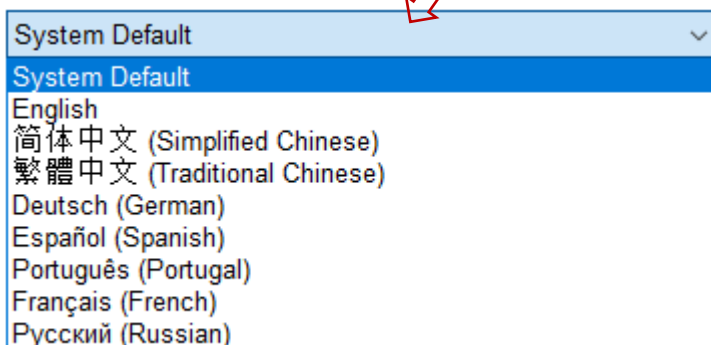 System Default
System Default
English
简体中文 (Simplified Chinese)
繁體中文 (Traditional Chinese)
Deutsch (German)
Español (Spanish)
Português (Portugal)
Français (French)
Русский (Russian)